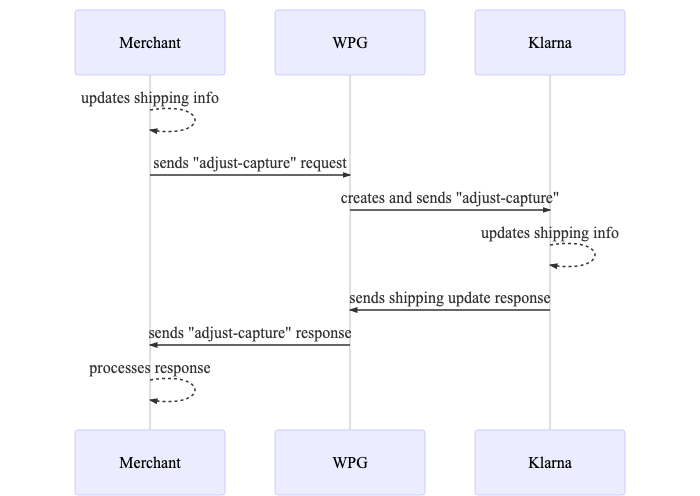 Merchant
WPG
Klarna
updates shipping info
sends "adjust-capture" request
creates and sends "adjust-capture"
updates shipping info
sends shipping update response
sends "adjust-capture" response
processes response
Merchant
WPG
Klarna